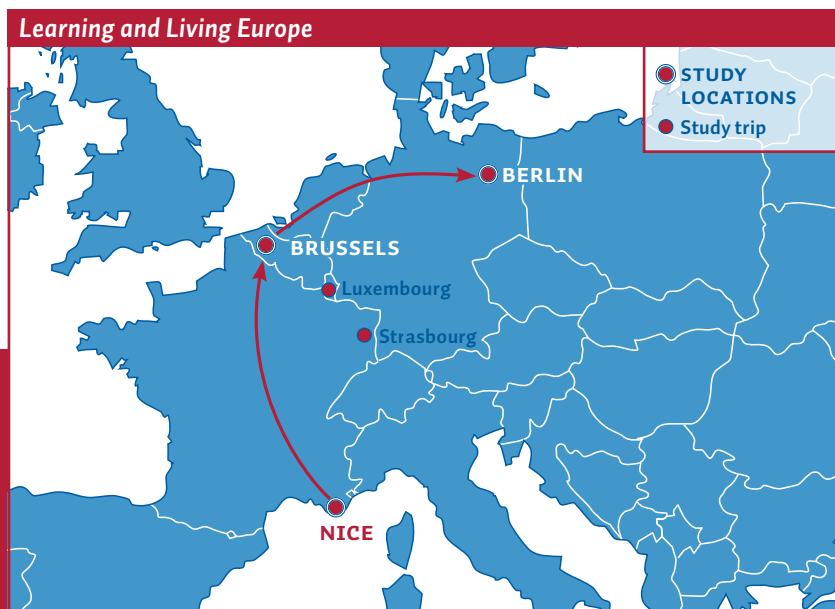 Learning and Living Europe
STUDY
LOCATIONS
Study trip
BERLIN
BRUSSELS
Luxembourg
Strasbourg
NICE